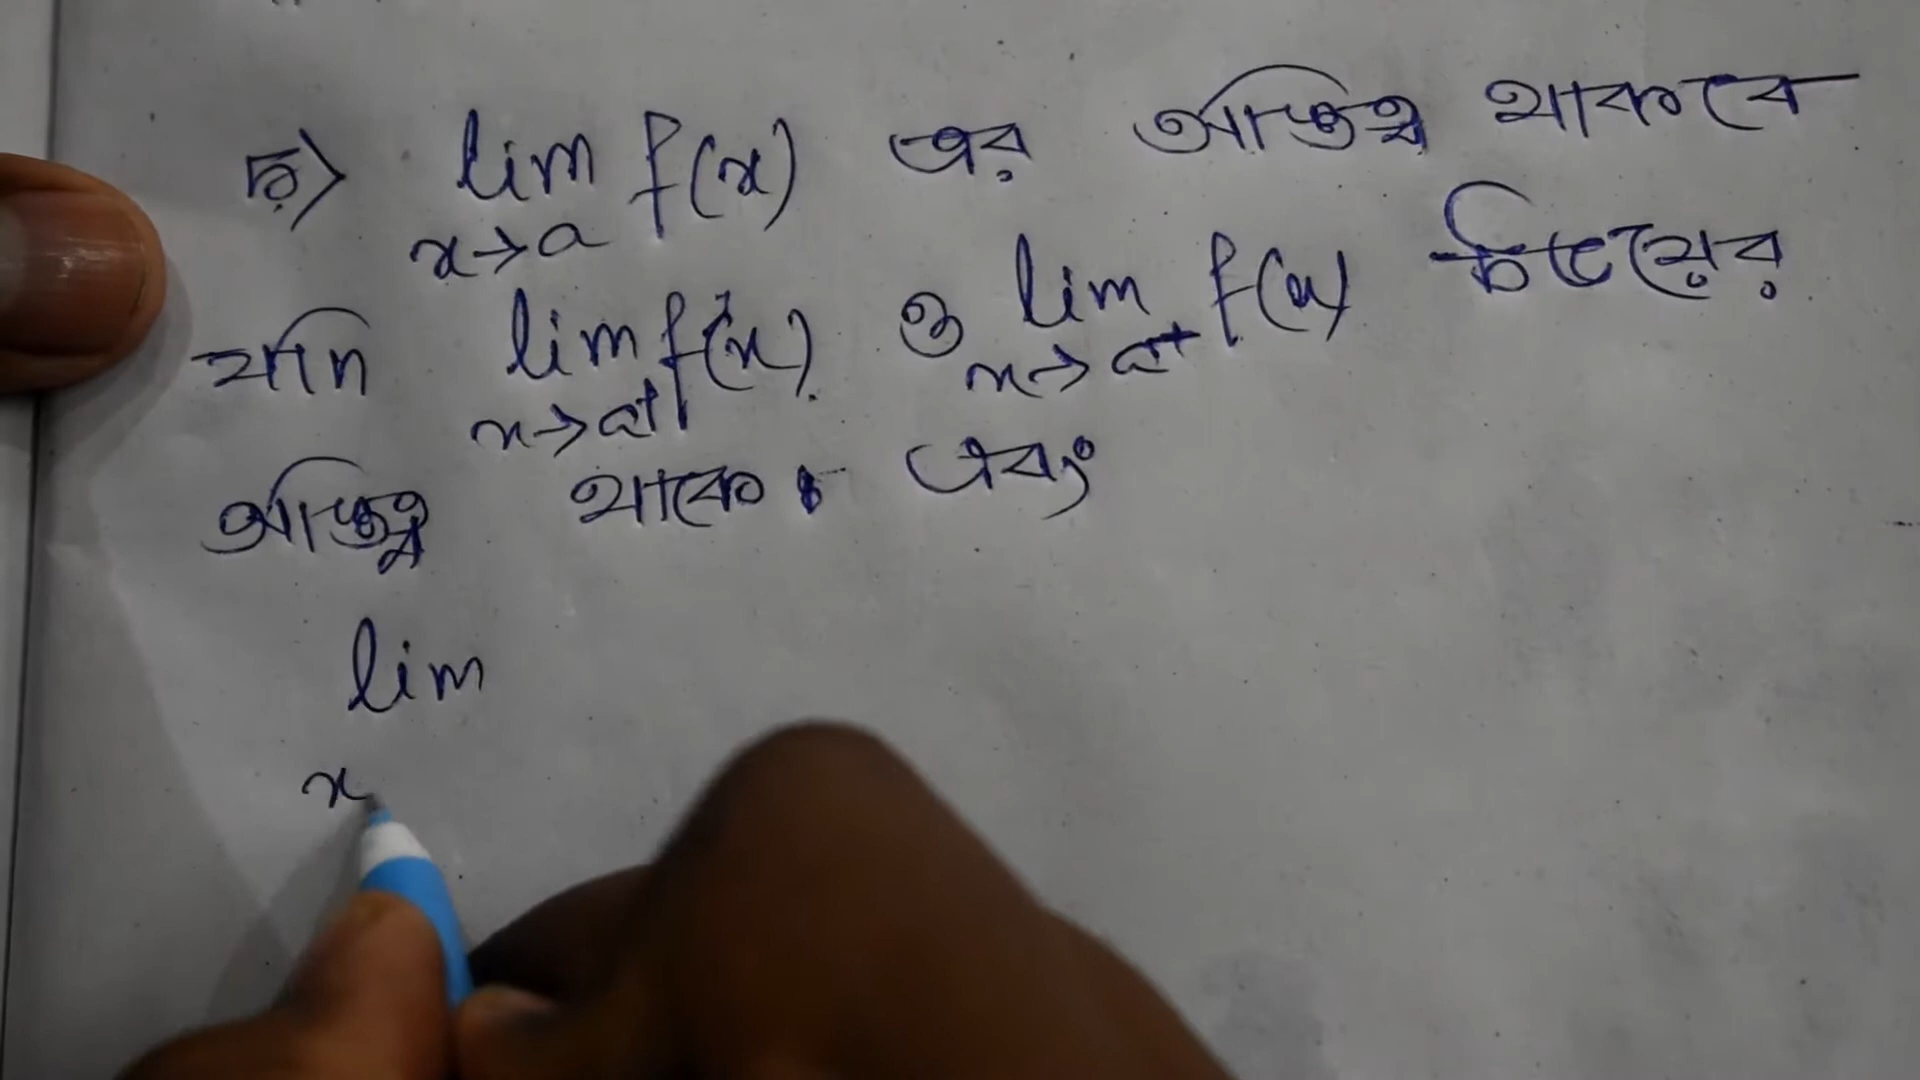 ক) lim f(x) এর অস্তিত্ব থাকবে
x→a
যদি lim f(x) ও lim f(x) উভয়ের
x→a x→a+
অস্তিত্ব থাকে। এবং
lim
x